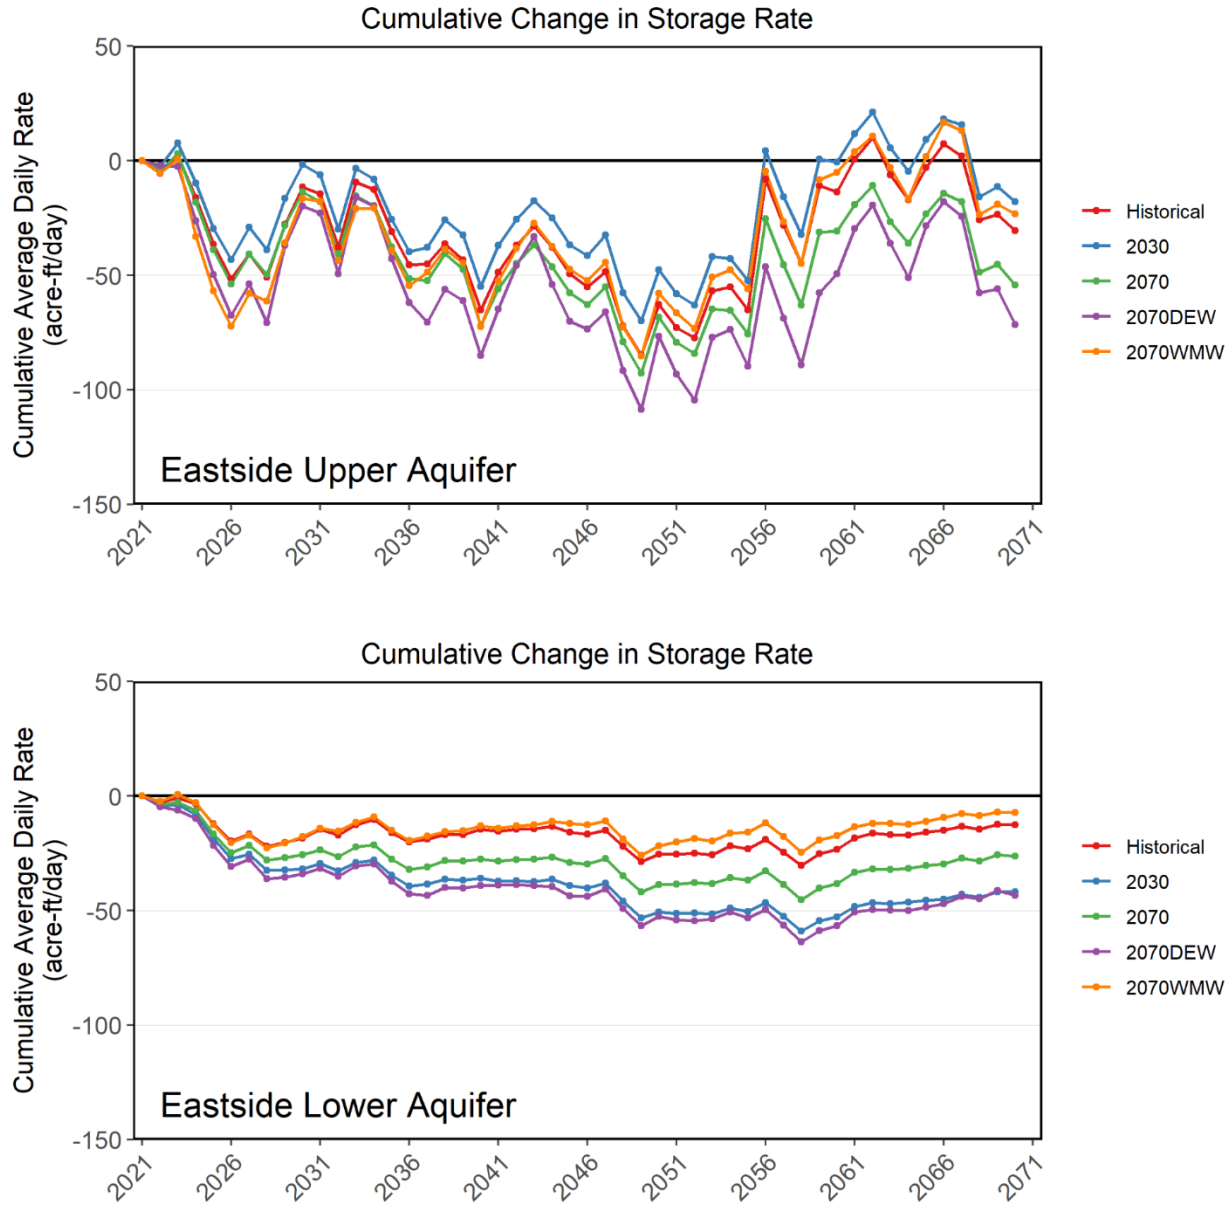 Cumulative Change in Storage Rate
Cumulative Average Daily Rate
(acre-ft/day)
50
0
-50
-100
-150
Eastside Upper Aquifer
2021
2026
2031
2036
2041
2046
2051
2056
2061
2066
2071
Historical
2030
2070
2070DEW
2070WMW
Cumulative Change in Storage Rate
Cumulative Average Daily Rate
(acre-ft/day)
50
0
-50
-100
-150
Eastside Lower Aquifer
2021
2026
2031
2036
2041
2046
2051
2056
2061
2066
2071
Historical
2030
2070
2070DEW
2070WMW